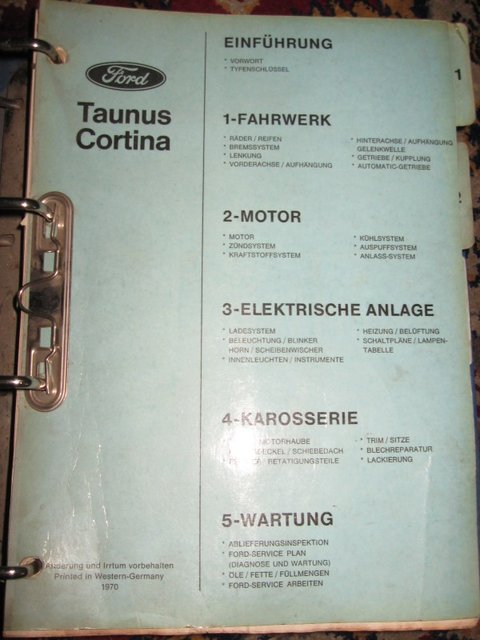 Ford
Taunus
Cortina
Änderung und Irrtum vorbehalten
Printed in Western-Germany
1970
EINFÜHRUNG
* VORWORT
* TYPENSCHLÜSSEL
1-FAHRWERK
* RÄDER / REIFEN
* BREMSSYSTEM
* LENKUNG
* VORDERACHSE / AUFHÄNGUNG
* HINTERACHSE / AUFHÄNGUNG
GELENKWELLE
* GETRIEBE / KUPPLUNG
* AUTOMATIC-GETRIEBE
2-MOTOR
* MOTOR
* ZÜNDSYSTEM
* KRAFTSTOFFSYSTEM
* KÜHLSYSTEM
* AUSPUFFSYSTEM
* ANLASS-SYSTEM
3-ELEKTRISCHE ANLAGE
* LADESYSTEM
* BELEUCHTUNG / BLINKER
HORN / SCHEIBENWISCHER
* INNENLEUCHTEN / INSTRUMENTE
* HEIZUNG / BELÜFTUNG
* SCHALTPLÄNE / LAMPEN-
TABELLE
4-KAROSSERIE
MOTORHAUBE
/ SCHIEBEDACH
/ BETÄTIGUNGSTEILE
* TRIM / SITZE
* BLECHREPARATUR
* LACKIERUNG
5-WARTUNG
* ABLIEFERUNGSINSPEKTION
* FORD-SERVICE PLAN
(DIAGNOSE UND WARTUNG)
* OLE / FETTE / FÜLLMENGEN
* FORD-SERVICE ARBEITEN
1